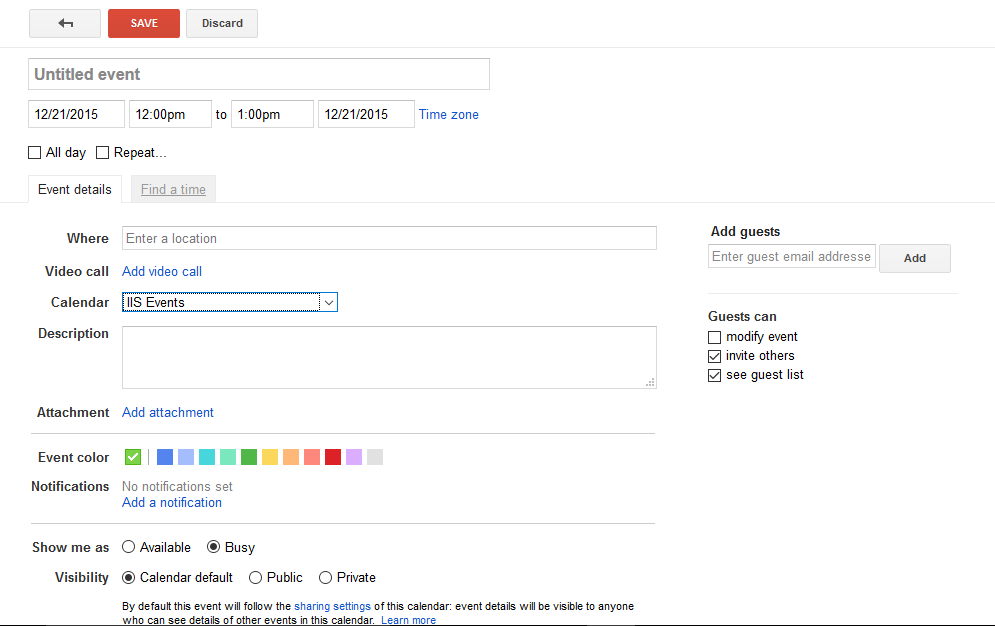 SAVE Discard
Untitled event
12/21/2015 12:00pm to 1:00pm 12/21/2015 Time zone
All day Repeat...
Event details Find a time
Where Enter a location
Video call Add video call
Calendar IIS Events
Description
Attachment Add attachment
Event color
Notifications No notifications set
Add a notification
Show me as Available Busy
Visibility Calendar default Public Private
By default this event will follow the sharing settings of this calendar: event details will be visible to anyone
who can see details of other events in this calendar. Learn more
Add guests
Enter guest email addresse Add
Guests can
modify event
invite others
see guest list